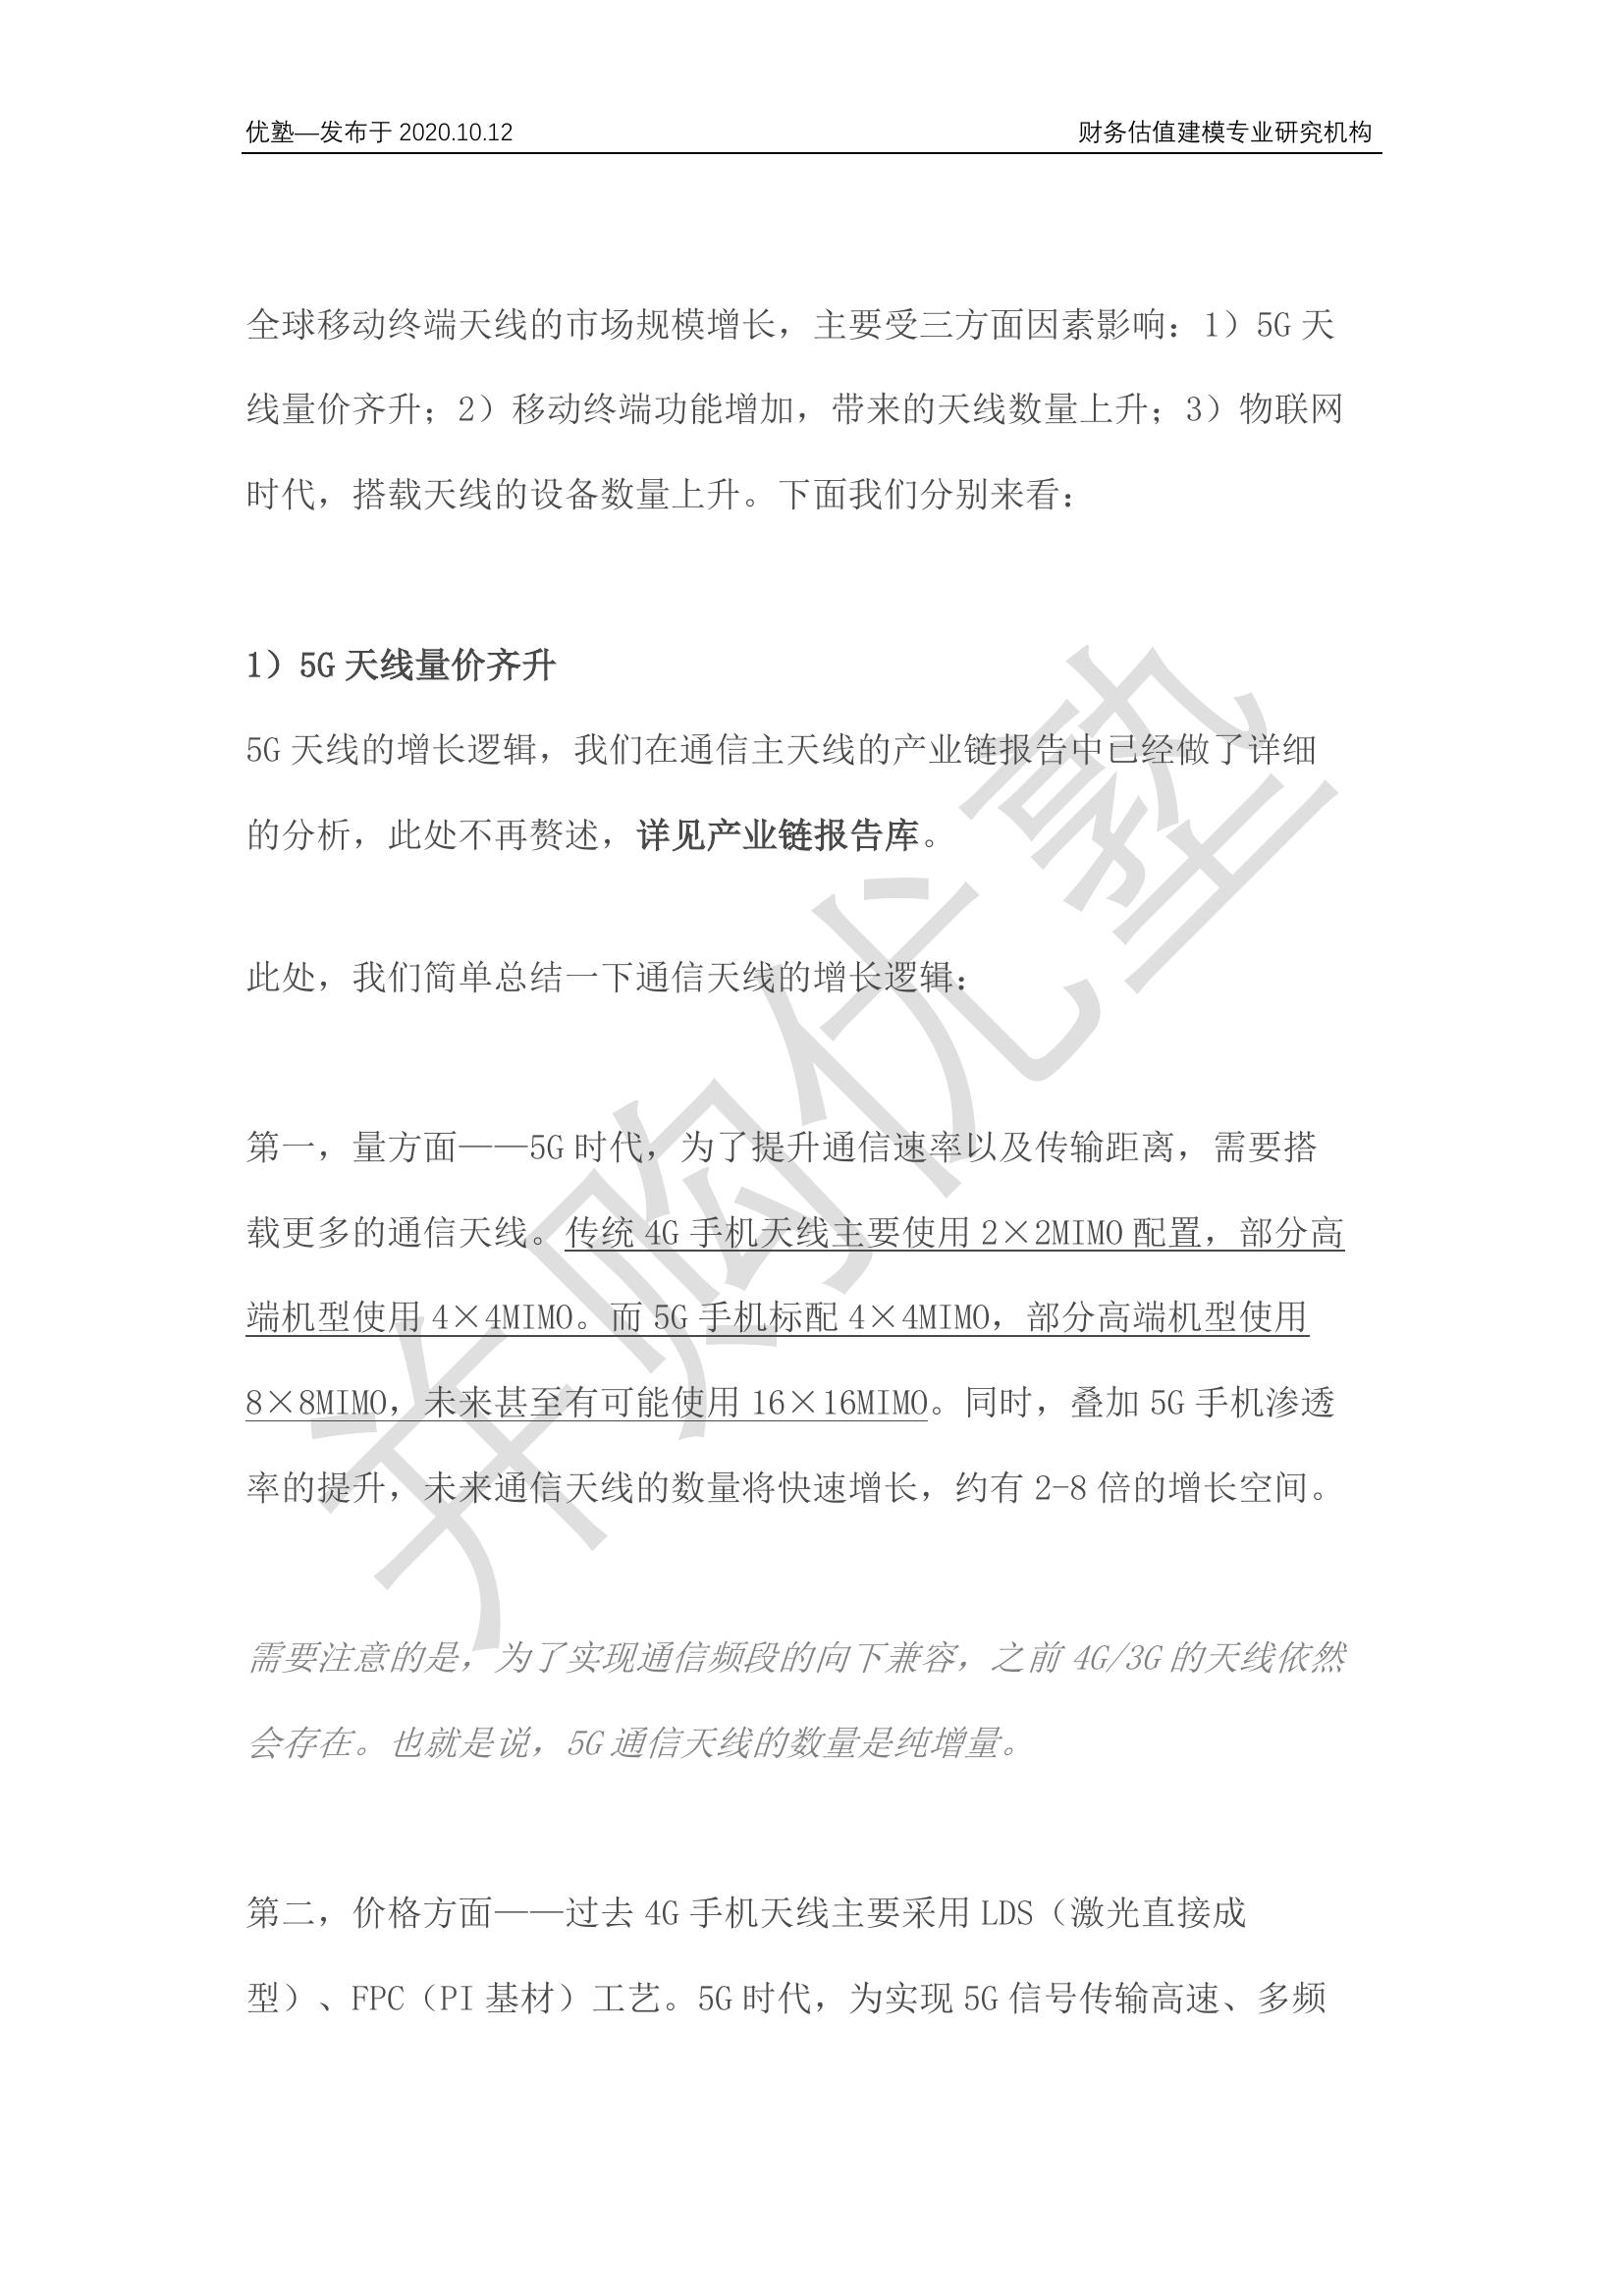 优塾—发布于 2020.10.12 财务估值建模专业研究机构
全球移动终端天线的市场规模增长，主要受三方面因素影响：1）5G 天
线量价齐升；2）移动终端功能增加，带来的天线数量上升；3）物联网
时代，搭载天线的设备数量上升。下面我们分别来看：
1）5G 天线量价齐升
5G 天线的增长逻辑，我们在通信主天线的产业链报告中已经做了详细
的分析，此处不再赘述，详见产业链报告库。
此处，我们简单总结一下通信天线的增长逻辑：
第一，量方面——5G 时代，为了提升通信速率以及传输距离，需要搭
载更多的通信天线。传统 4G 手机天线主要使用 2×2MIMO 配置，部分高
端机型使用 4×4MIMO。而 5G 手机标配 4×4MIMO，部分高端机型使用
8×8MIMO，未来甚至有可能使用 16×16MIMO。同时，叠加 5G 手机渗透
率的提升，未来通信天线的数量将快速增长，约有 2-8 倍的增长空间。
需要注意的是，为了实现通信频段的向下兼容，之前 4G/3G 的天线依然
会存在。也就是说，5G 通信天线的数量是纯增量。
第二，价格方面——过去 4G 手机天线主要采用 LDS（激光直接成
型）、FPC（PI 基材）工艺。5G 时代，为实现 5G 信号传输高速、多频
并购优塾